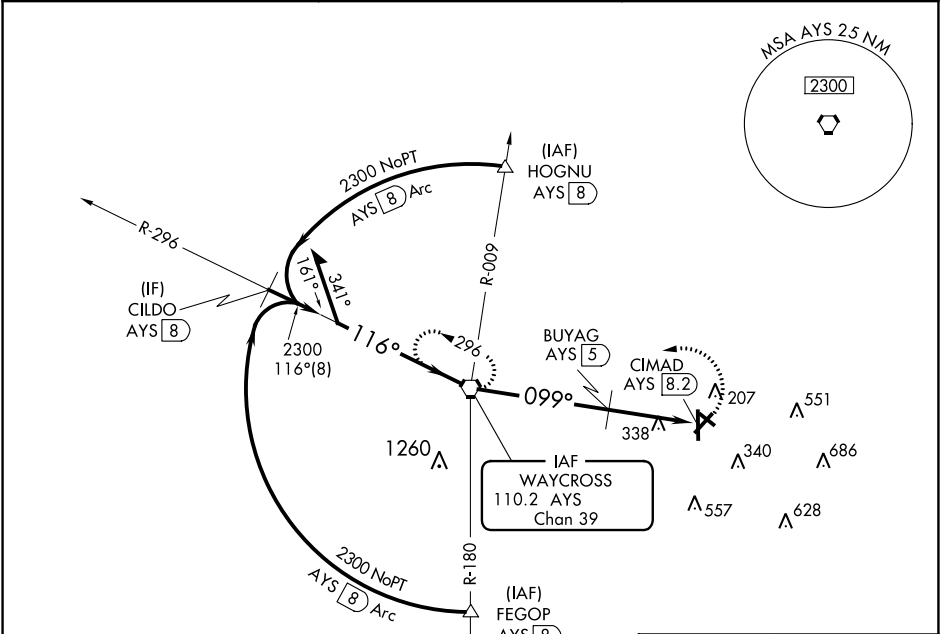 MSA AYS 25 NM
2300
(IAF)
HOGNU
AYS 8
2300 NoPT
AYS 8 Arc
R-296
R-009
(IF)
CILDO
AYS 8
161°
341°
2300
116°(8)
116°
296
BUYAG
AYS 5
CIMAD
AYS 8.2
099°
207
551
338
340
686
1260
557
628
IAF
WAYCROSS
110.2 AYS
Chan 39
R-180
2300 NoPT
AYS 8 Arc
(IAF)
FEGOP
AYS 8